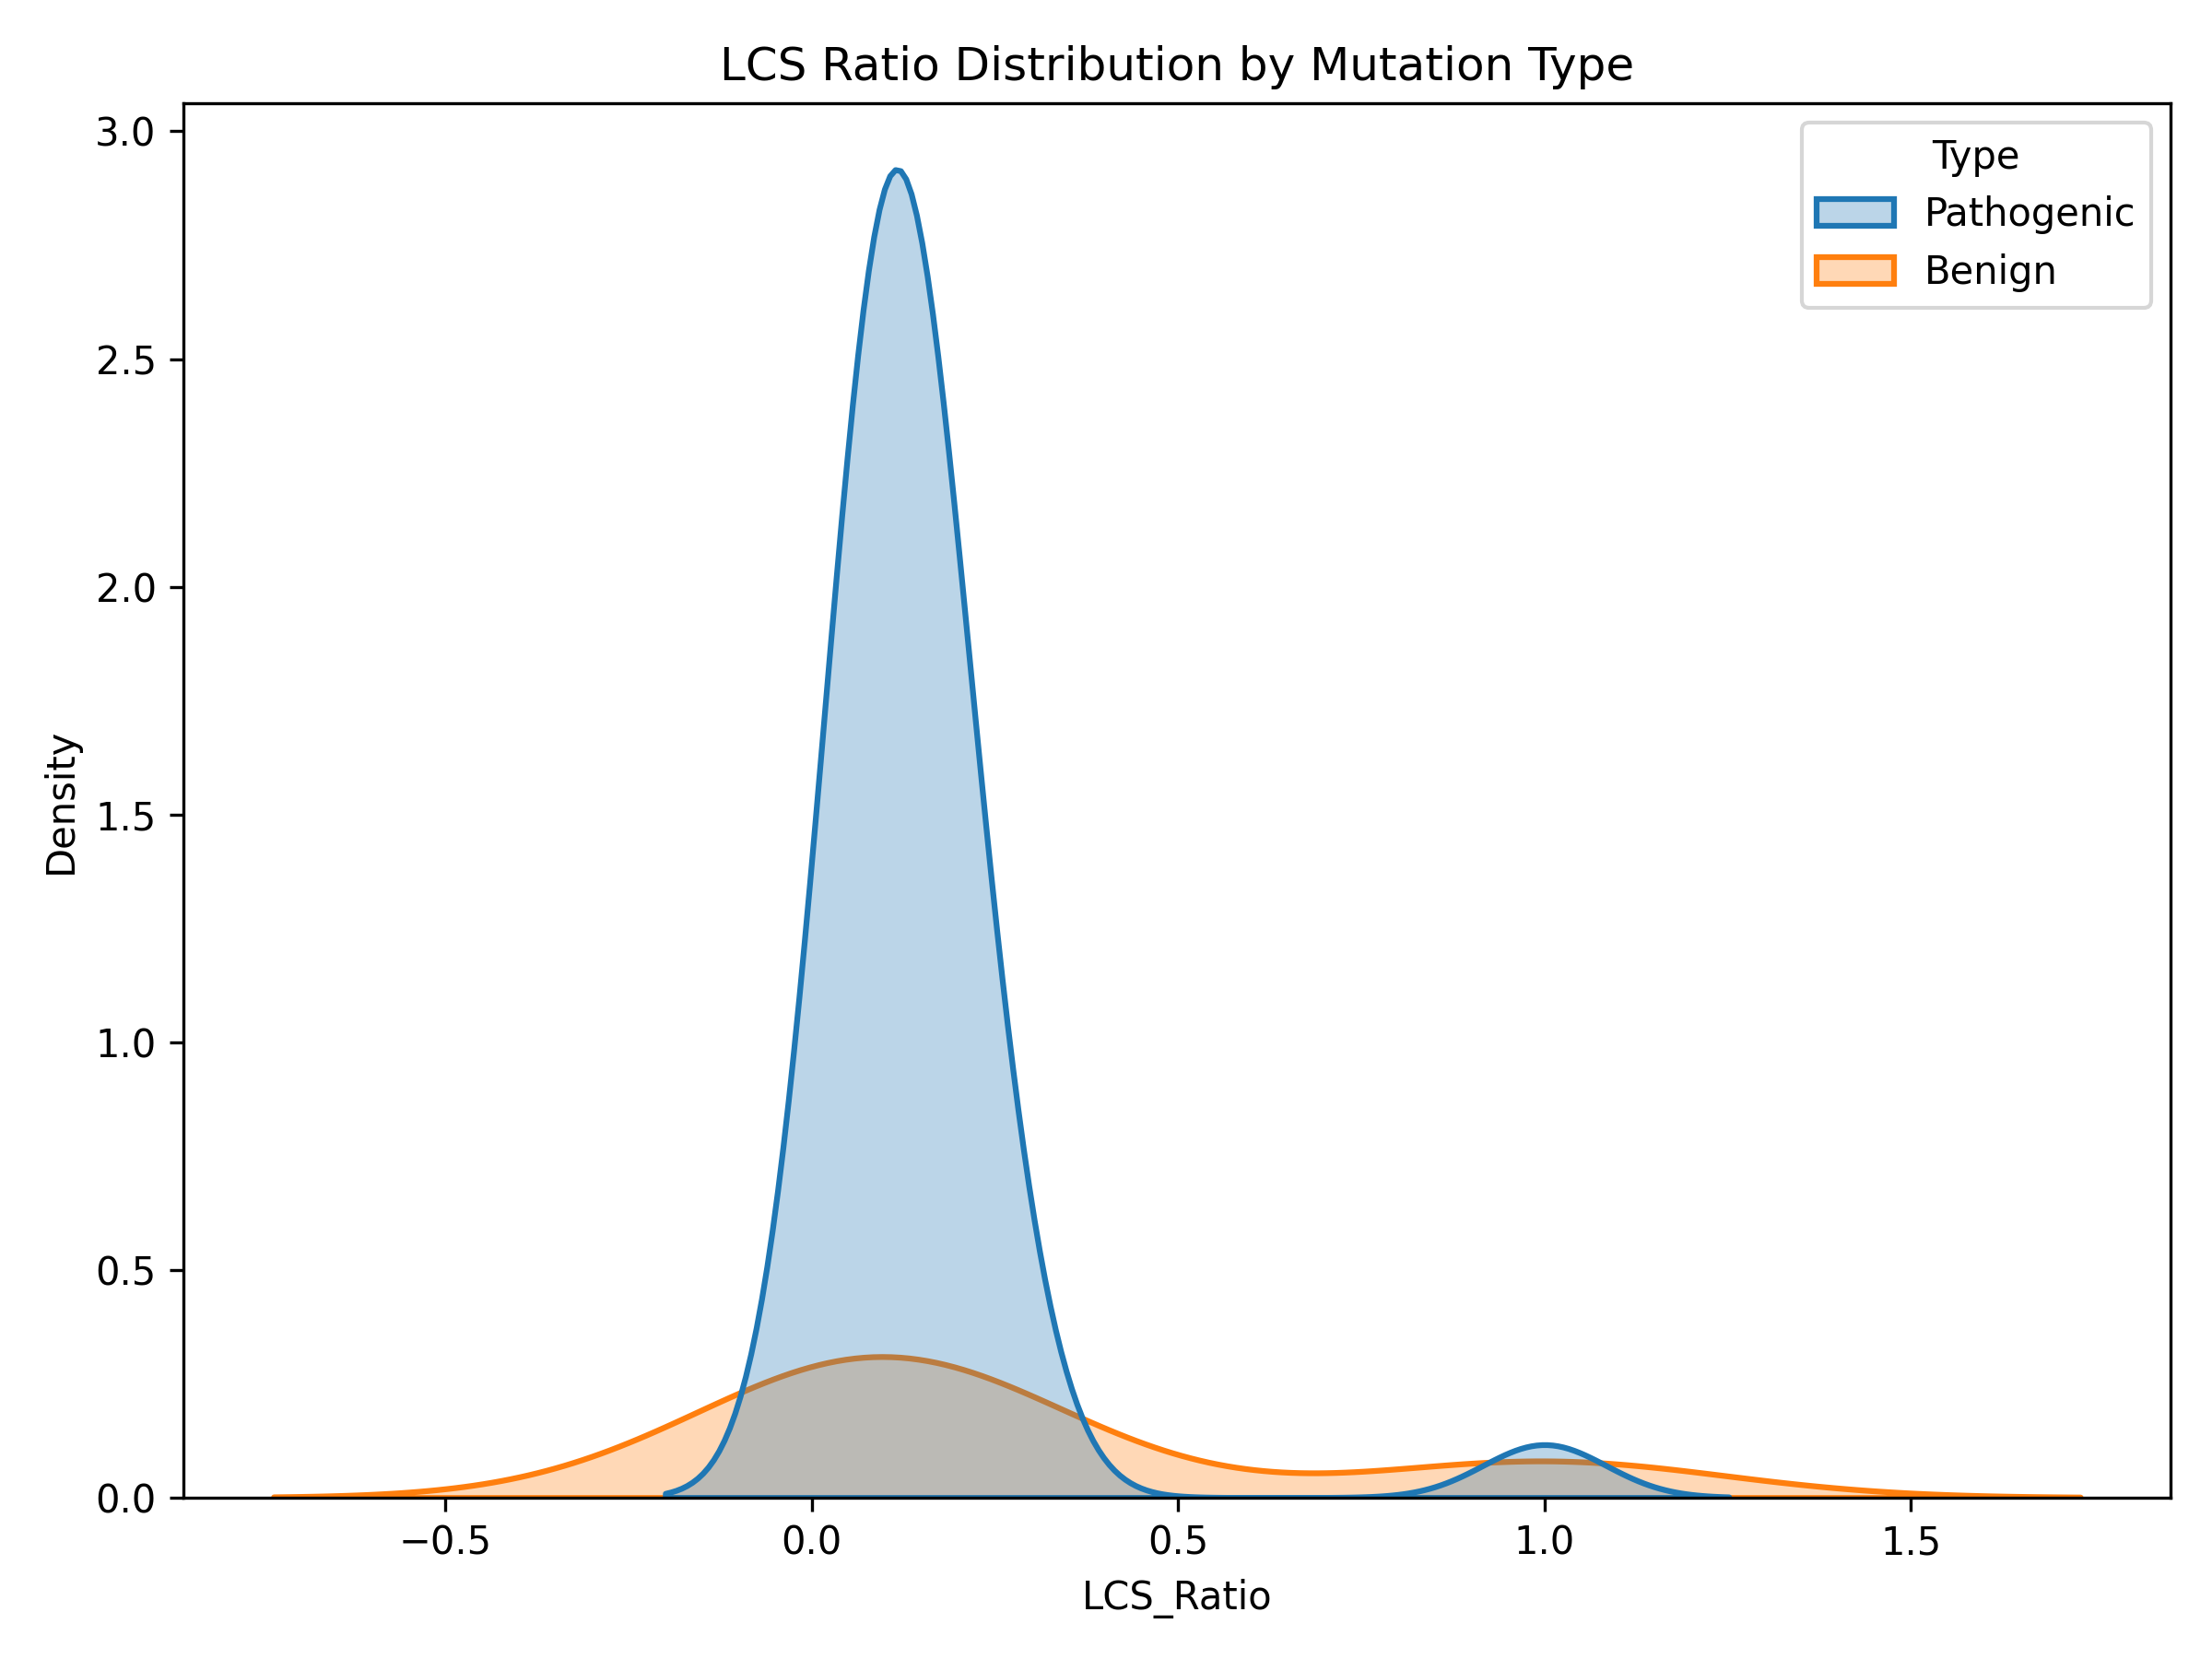 LCS Ratio Distribution by Mutation Type
Type
Pathogenic
Benign
Density
3.0
2.5
2.0
1.5
1.0
0.5
0.0
−0.5
0.0
0.5
1.0
1.5
LCS_Ratio